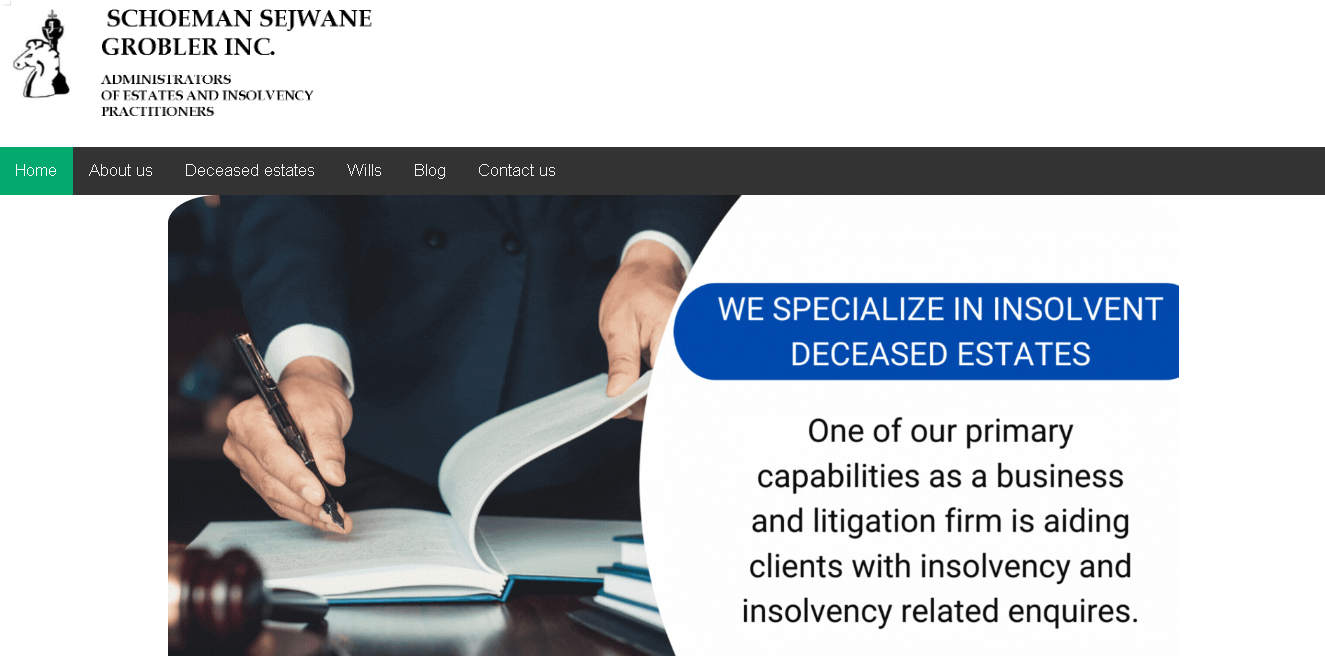 SCHOEMAN SEJWANE
GROBLER INC.
ADMINISTRATORS
OF ESTATES AND INSOLVENCY
PRACTITIONERS
Home About us Deceased estates Wills Blog Contact us
WE SPECIALIZE IN INSOLVENT
DECEASED ESTATES
One of our primary
capabilities as a business
and litigation firm is aiding
clients with insolvency and
insolvency related enquires.